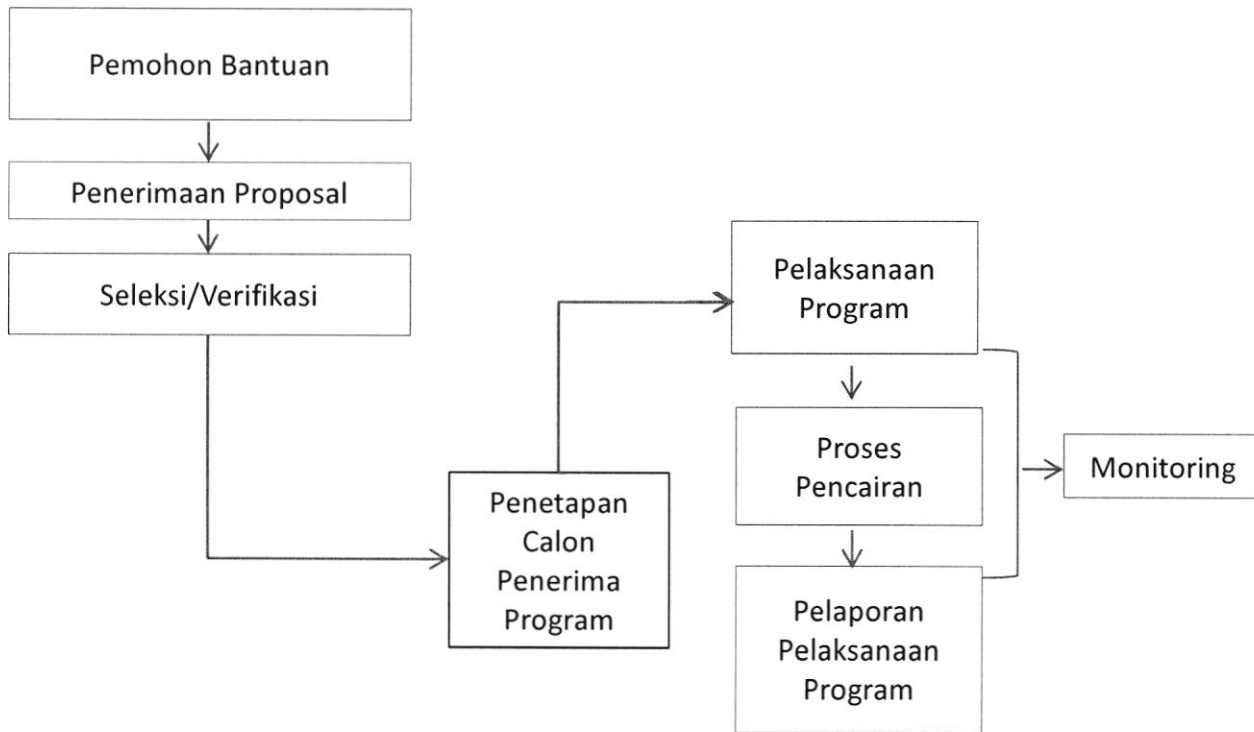 Pemohon Bantuan
Penerimaan Proposal
Seleksi/Verifikasi
Penetapan
Calon
Penerima
Program
Pelaksanaan
Program
Proses
Pencairan
Pelaporan
Pelaksanaan
Program
Monitoring